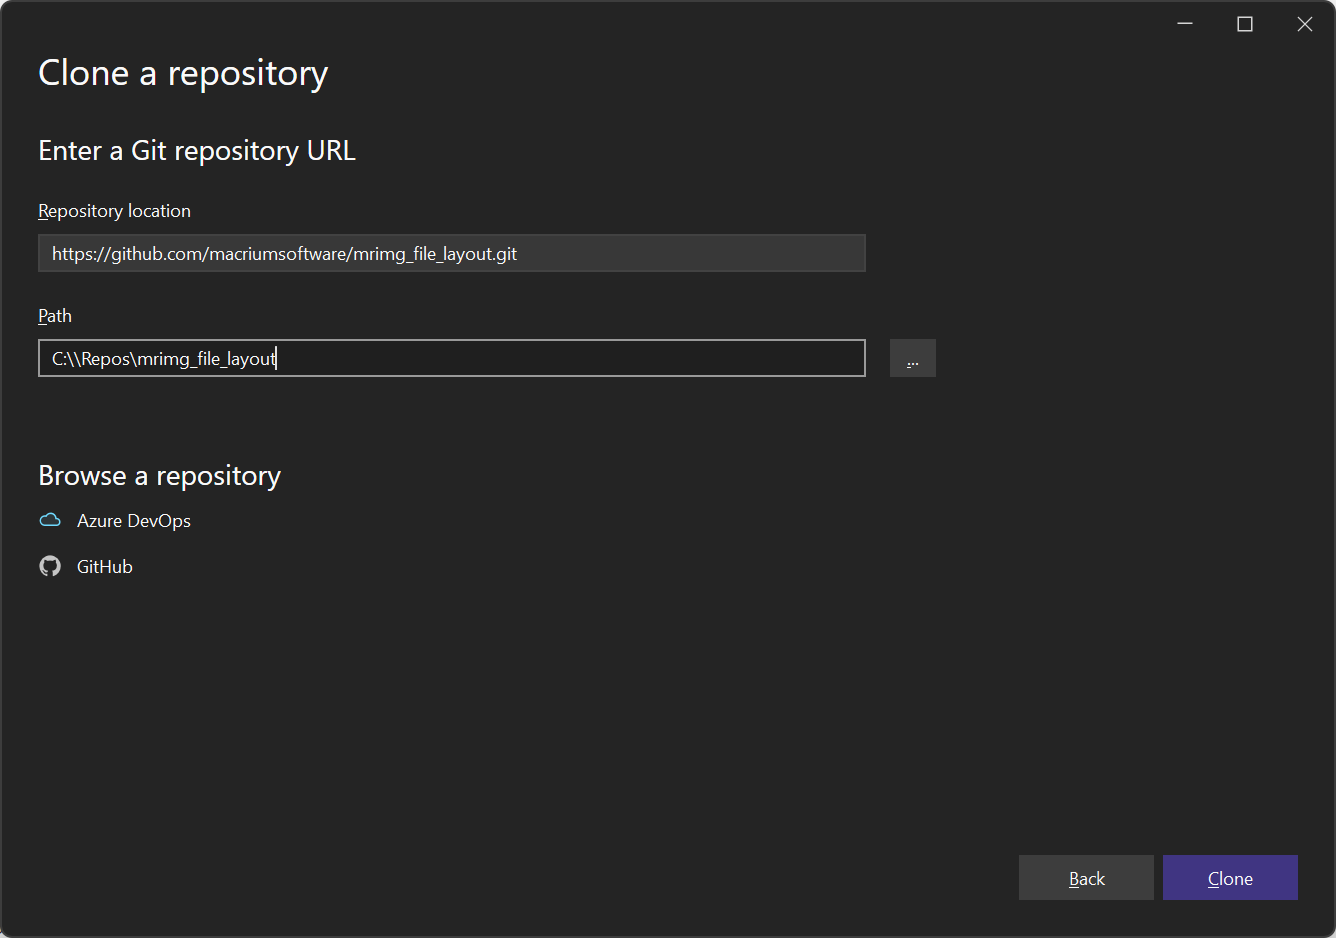 Clone a repository
Enter a Git repository URL
Repository location
https://github.com/macriumsoftware/mrimg_file_layout.git
Path
C:\\Repos\mrimg_file_layout
...
Browse a repository
Azure DevOps
GitHub
Back
Clone